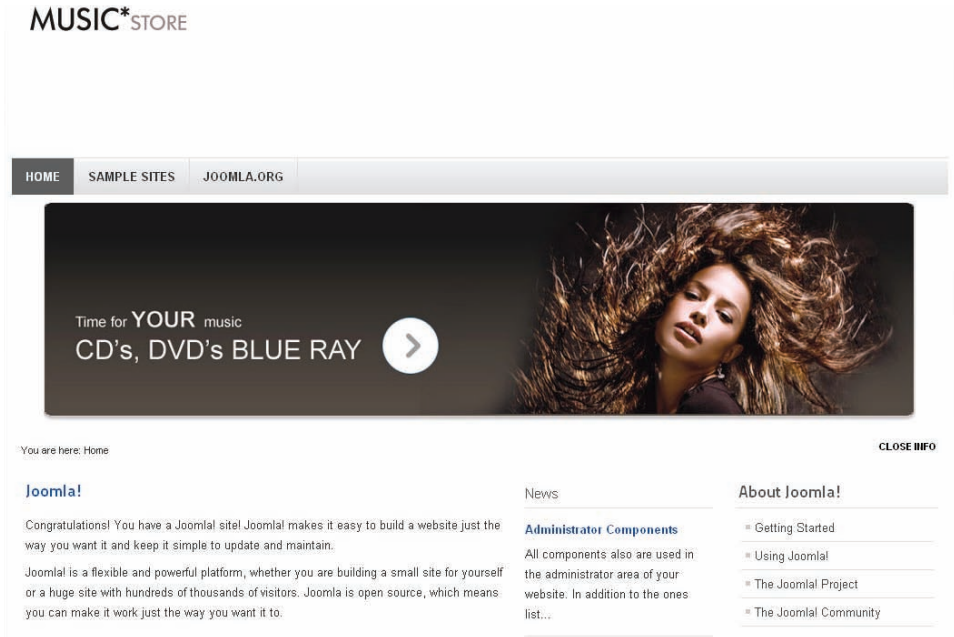 MUSIC*STORE
HOME SAMPLE SITES JOOMLA.ORG
Time for YOUR music
CD's, DVD's BLUE RAY
You are here: Home
CLOSE INFO
Joomla!
Congratulations! You have a Joomla! site! Joomla! makes it easy to build a website just the
way you want it and keep it simple to update and maintain.
Joomla! is a flexible and powerful platform, whether you are building a small site for yourself
or a huge site with hundreds of thousands of visitors. Joomla is open source, which means
you can make it work just the way you want it to.
News
Administrator Components
All components also are used in
the administrator area of your
website. In addition to the ones
list...
About Joomla!
Getting Started
Using Joomla!
The Joomla! Project
The Joomla! Community